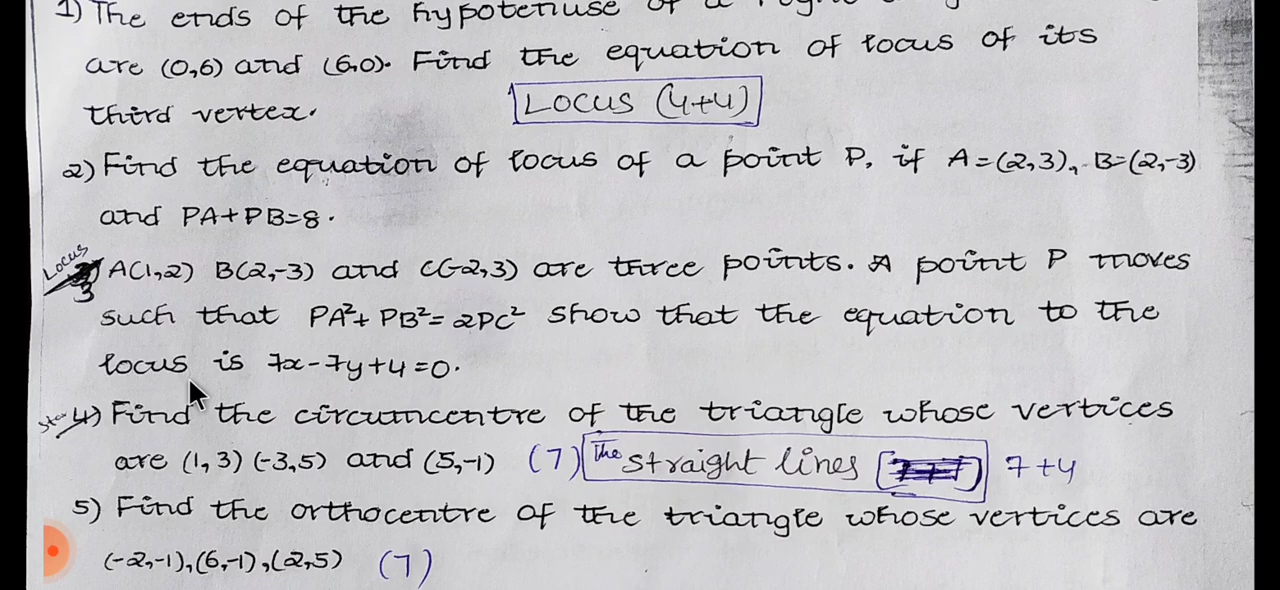 1) The ends of the hypotenuse of a
are (0,6) and (6,0). Find the equation of locus of its
third vertex.
LOCUS (4+4)
2) Find the equation of locus of a point P, if A=(2,3), B=(2,-3)
and PA+PB=8.
Locus
3 A(1,2) B(2,-3) and C(-2,3) are three points. A point P moves
such that PA²+PB²=2PC² show that the equation to the
locus is 7x-7y+4=0.
4) Find the circumcentre of the triangle whose vertices
are (1,3) (-3,5) and (5,-1) (7) The straight lines 7+4
5) Find the orthocentre of the triangle whose vertices are
(-2,-1),(6,-1),(2,5) (7)